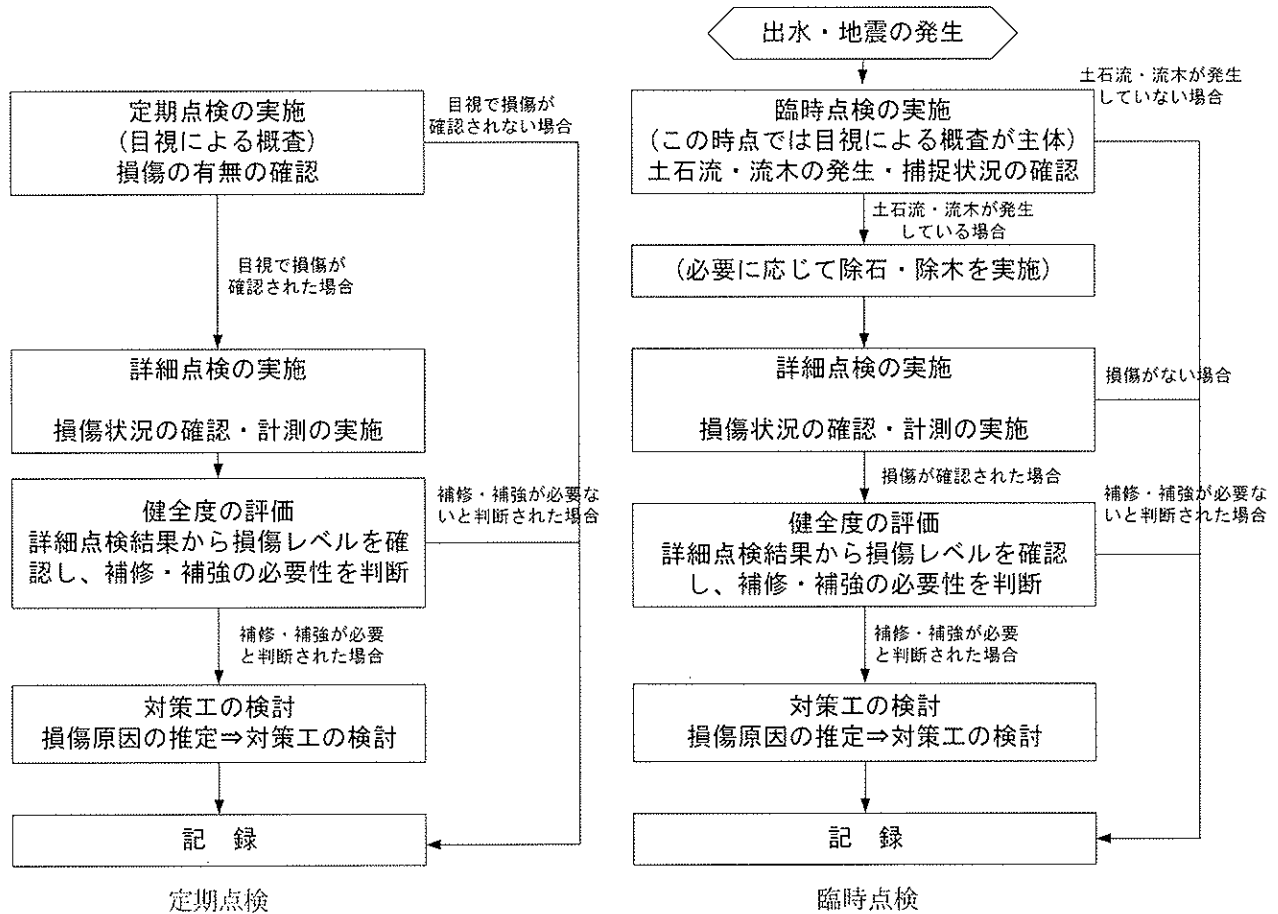 定期点検の実施
(目視による概査)
損傷の有無の確認
目視で損傷が
確認されない場合
目視で損傷が
確認された場合
詳細点検の実施
損傷状況の確認・計測の実施
健全度の評価
詳細点検結果から損傷レベルを確
認し、補修・補強の必要性を判断
補修・補強が必要な
いと判断された場合
補修・補強が必要
と判断された場合
対策工の検討
損傷原因の推定⇒対策工の検討
記 録
定期点検
出水・地震の発生
土石流・流木が発生
していない場合
臨時点検の実施
(この時点では目視による概査が主体)
土石流・流木の発生・捕捉状況の確認
土石流・流木が発生
している場合
(必要に応じて除石・除木を実施)
詳細点検の実施
損傷がない場合
損傷状況の確認・計測の実施
損傷が確認された場合
健全度の評価
詳細点検結果から損傷レベルを確認
し、補修・補強の必要性を判断
補修・補強が必要な
いと判断された場合
補修・補強が必要
と判断された場合
対策工の検討
損傷原因の推定⇒対策工の検討
記 録
臨時点検